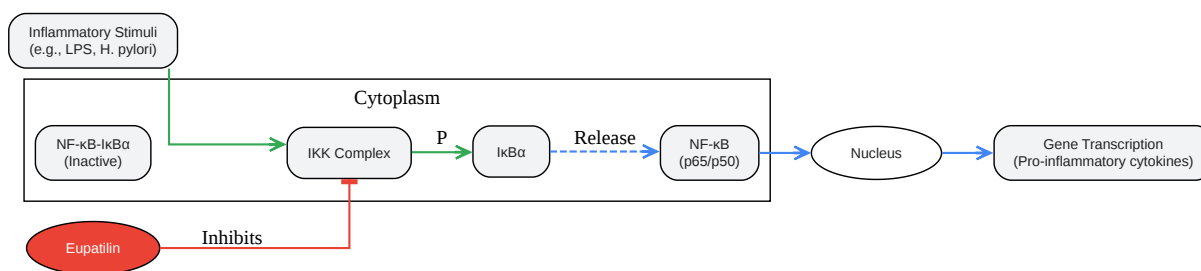 Inflammatory Stimuli
(e.g., LPS, H. pylori)
Cytoplasm
NF-κB-IκBα
(Inactive)
IKK Complex
P
IκBα
Release
NF-κB
(p65/p50)
Nucleus
Gene Transcription
(Pro-inflammatory cytokines)
Eupatilin
Inhibits